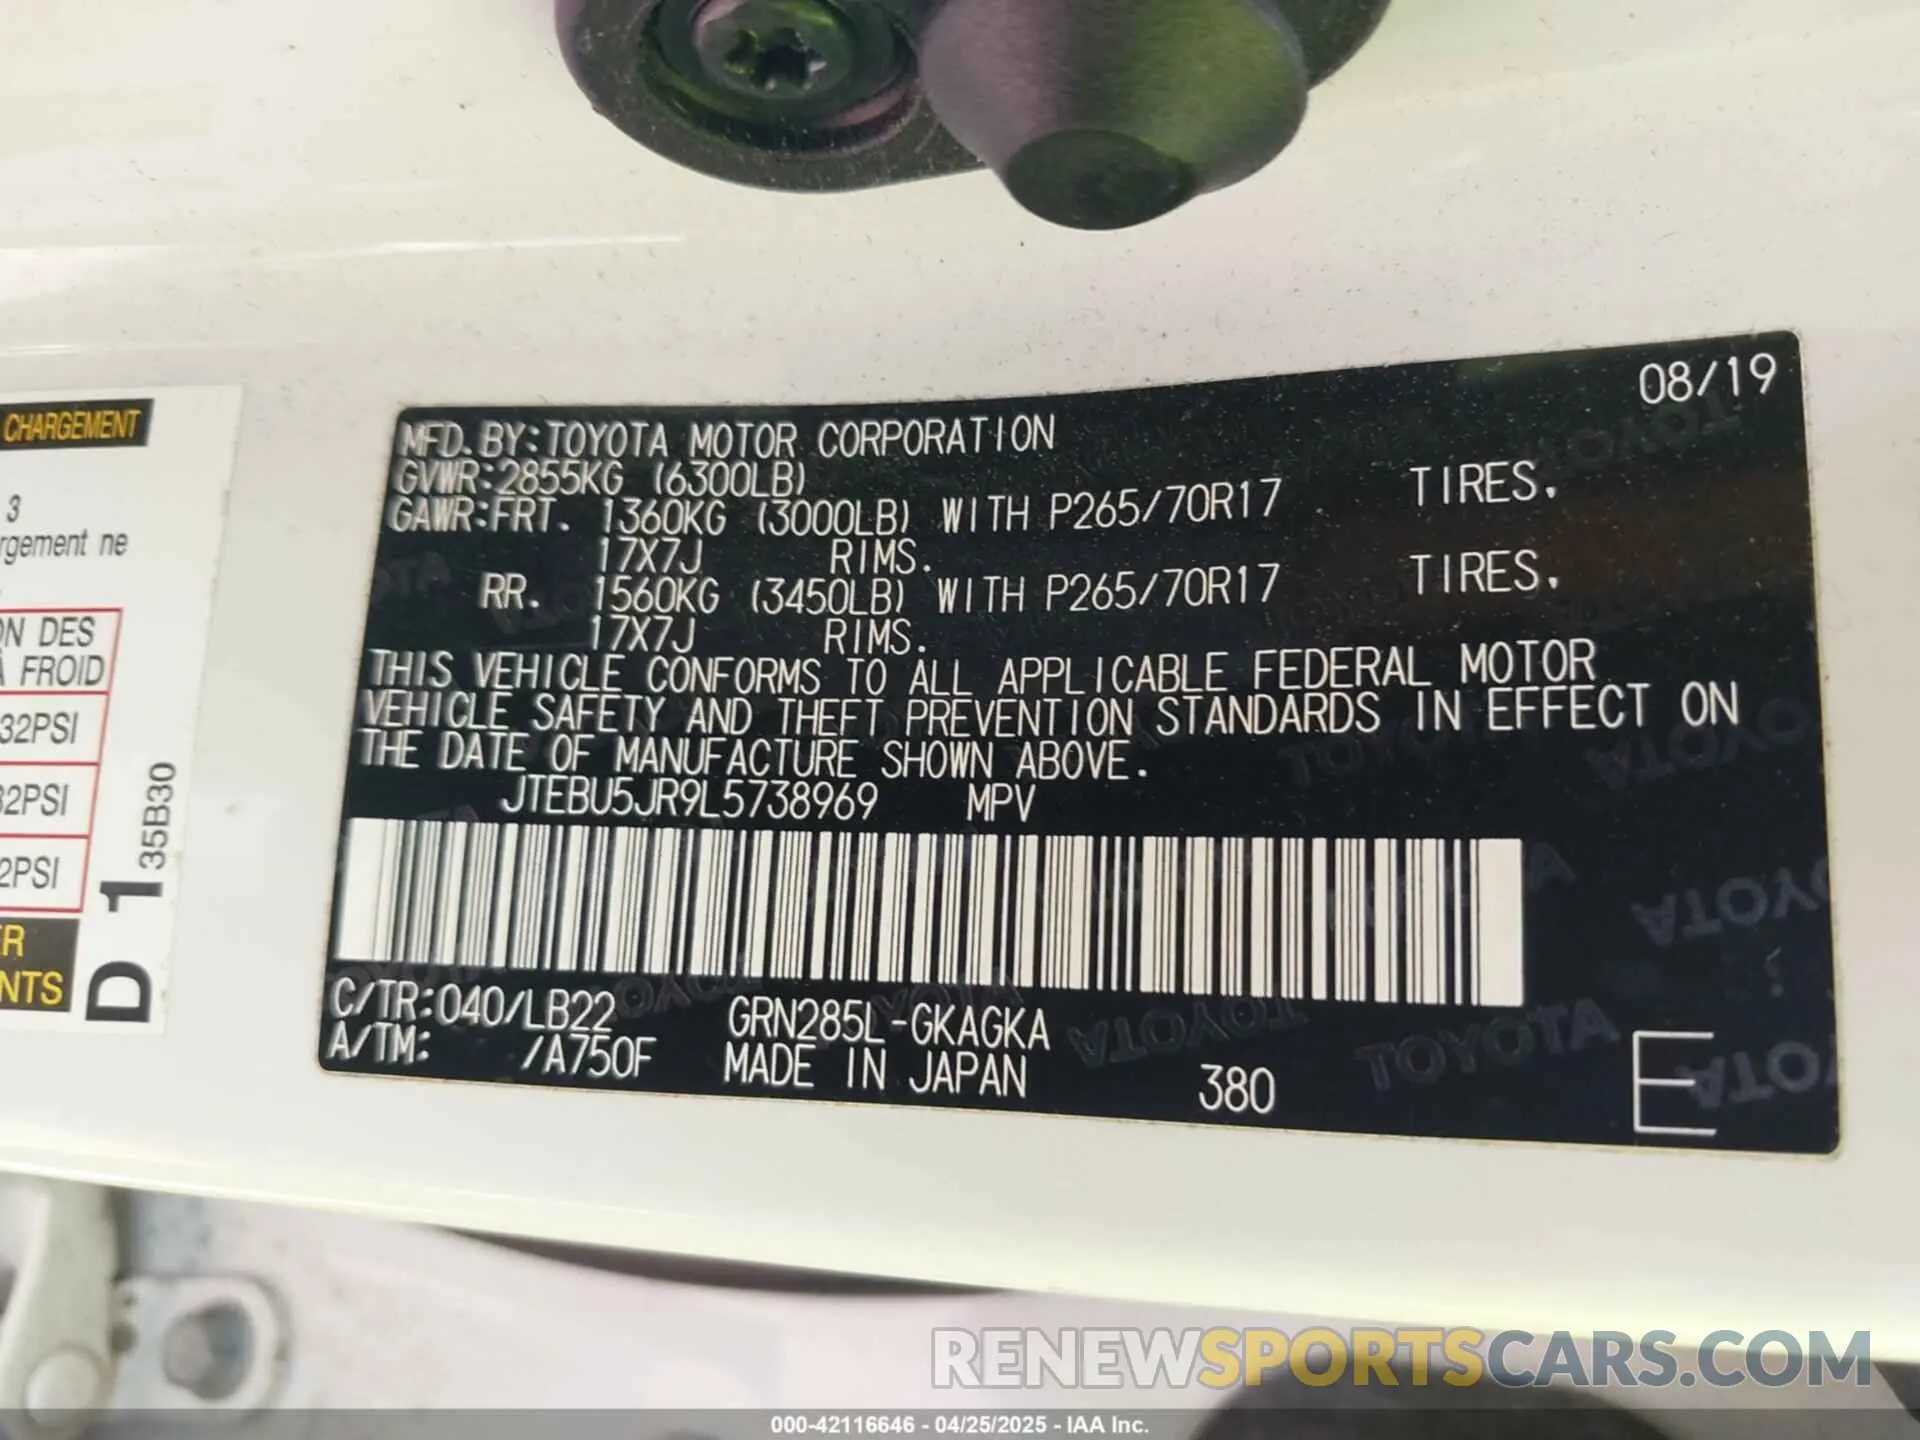 CHARGEMENT
3
rgement ne
ON DES
À FROID
32PSI
32PSI
2PSI
ER
NTS
D 1 35B30
08/19
MFD.BY:TOYOTA MOTOR CORPORATION
GVWR:2855KG (6300LB)
GAWR:FRT. 1360KG (3000LB) WITH P265/70R17 TIRES.
17X7J RIMS.
RR. 1560KG (3450LB) WITH P265/70R17 TIRES.
17X7J RIMS.
THIS VEHICLE CONFORMS TO ALL APPLICABLE FEDERAL MOTOR
VEHICLE SAFETY AND THEFT PREVENTION STANDARDS IN EFFECT ON
THE DATE OF MANUFACTURE SHOWN ABOVE.
JTEBU5JR9L5738969 MPV
C/TR:040/LB22 GRN285L-GKAGKA
A/TM: /A750F MADE IN JAPAN 380 E
RENEWSPORTSCARS.COM
000-42116646 - 04/25/2025 - IAA Inc.